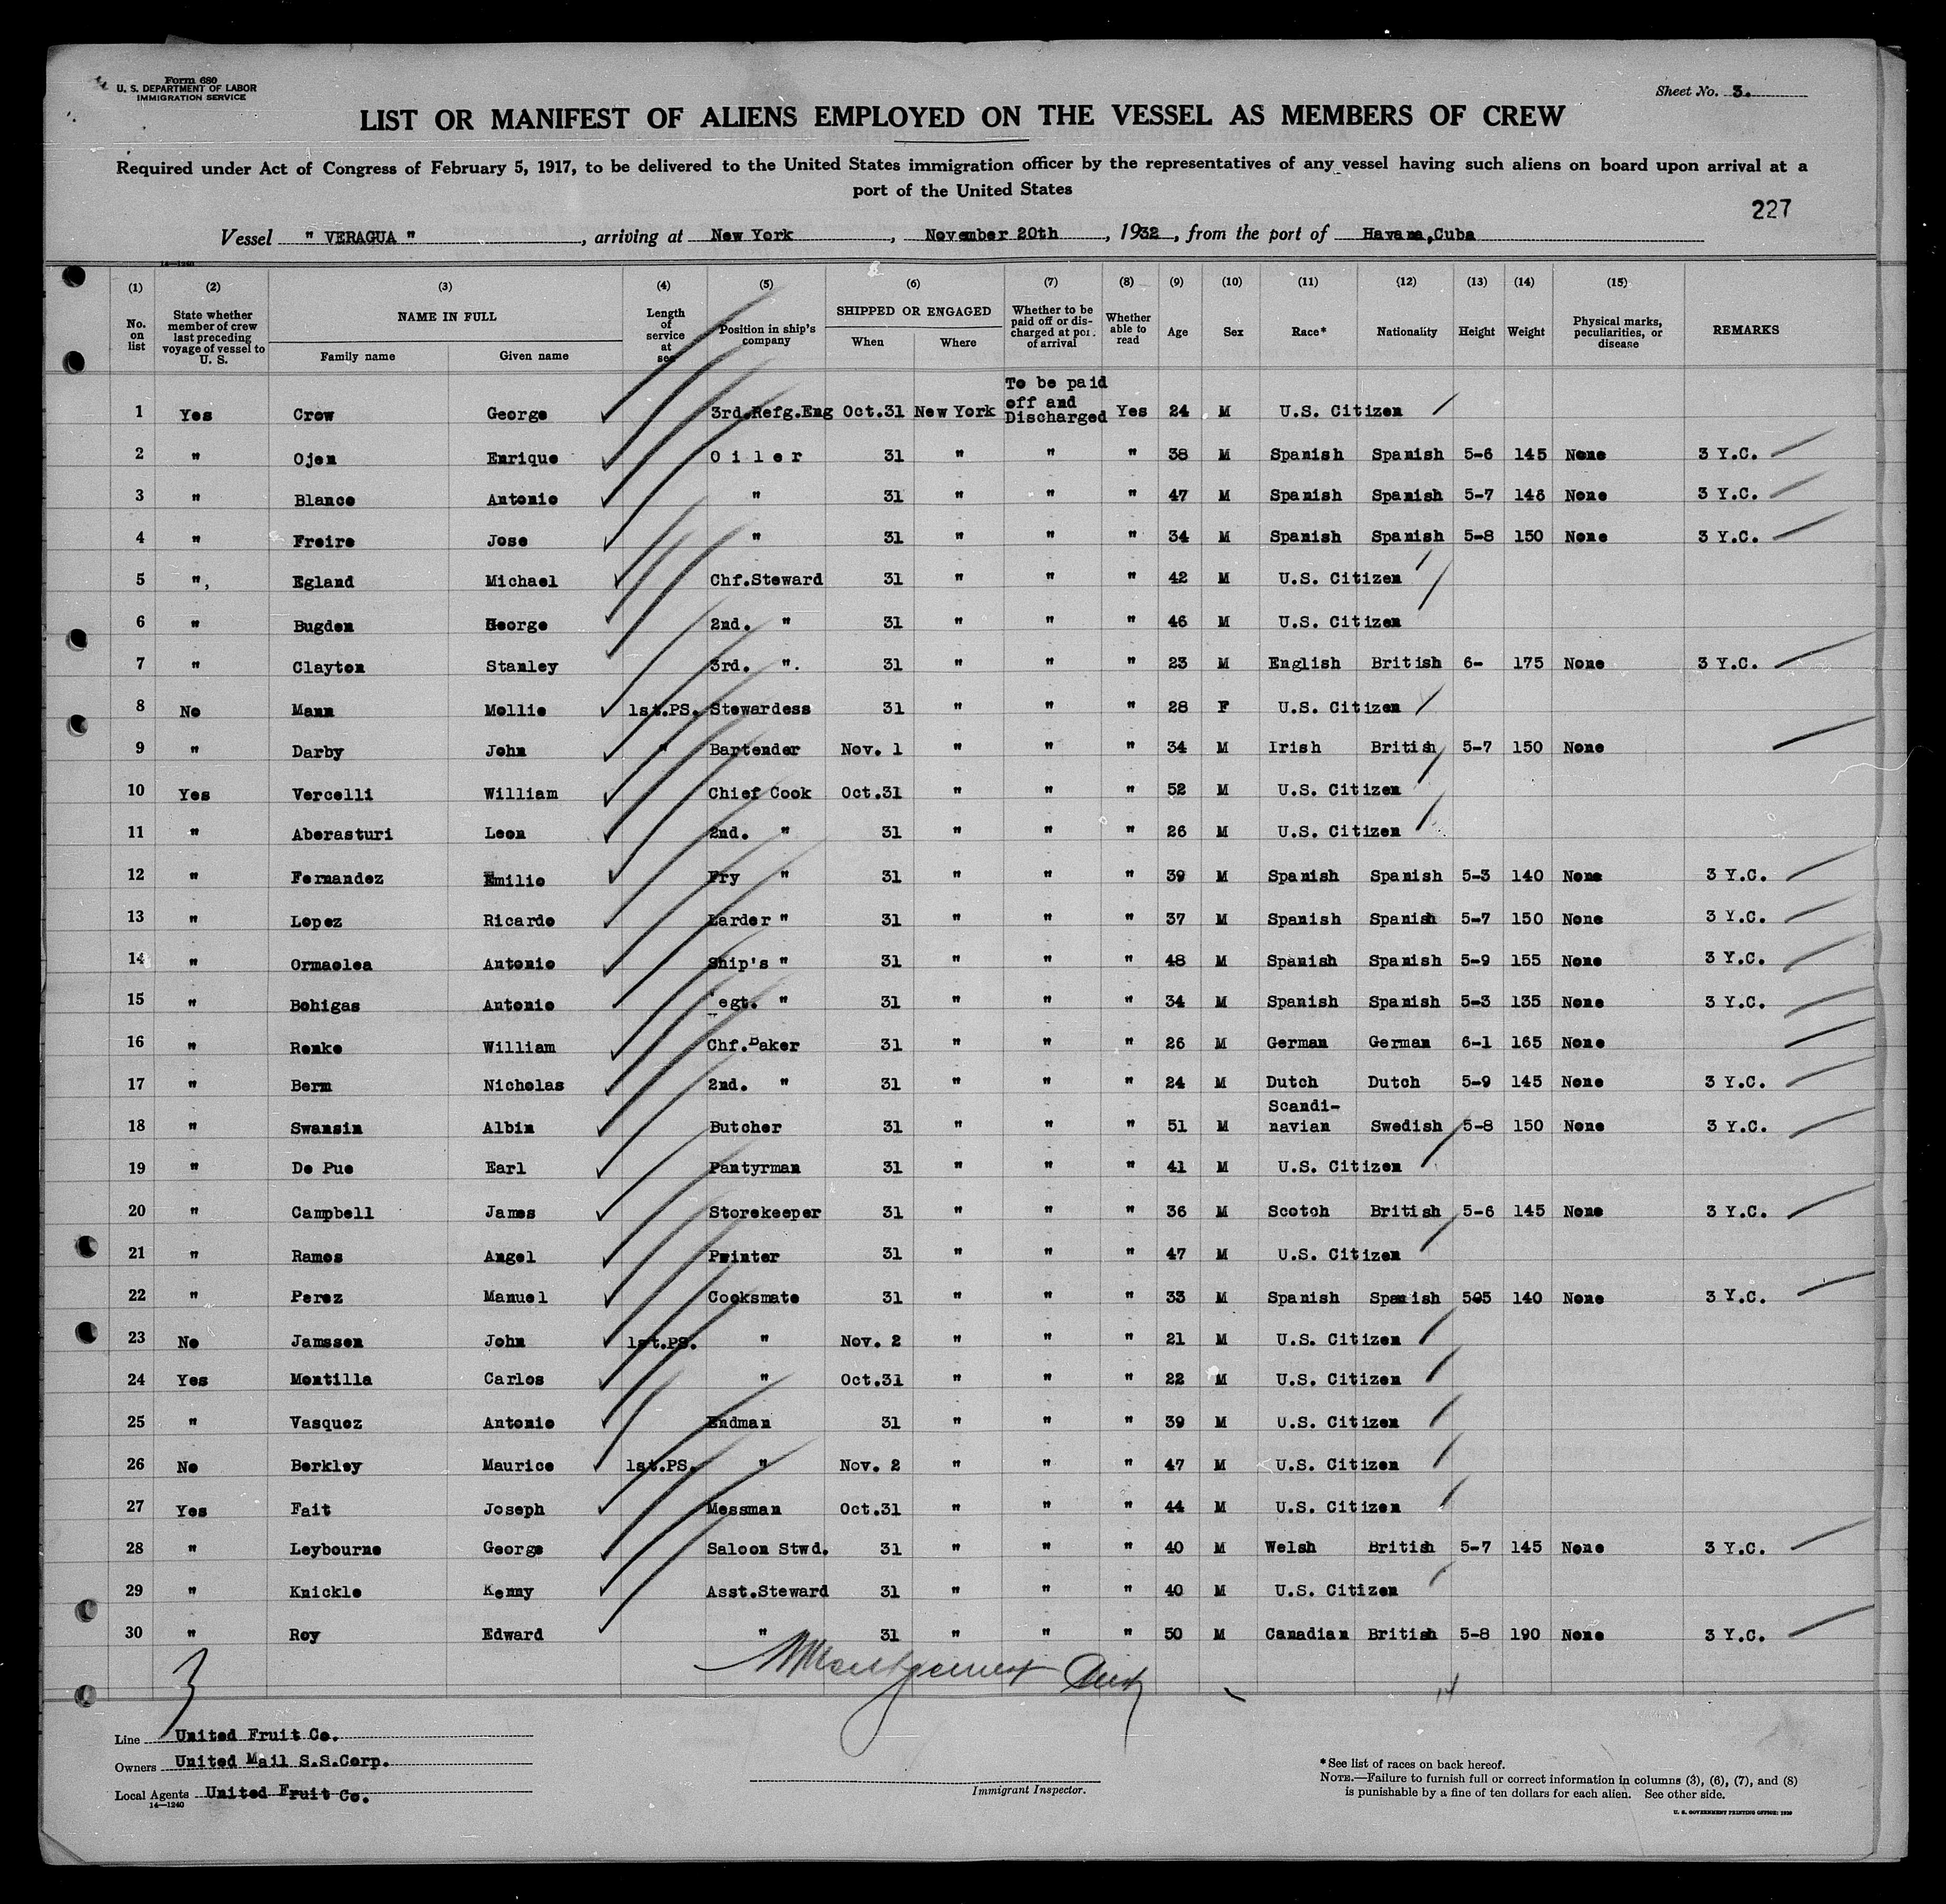 Form 680
U. S. DEPARTMENT OF LABOR
IMMIGRATION SERVICE
Sheet No. 3.
LIST OR MANIFEST OF ALIENS EMPLOYED ON THE VESSEL AS MEMBERS OF CREW
Required under Act of Congress of February 5, 1917, to be delivered to the United States immigration officer by the representatives of any vessel having such aliens on board upon arrival at a
port of the United States
227
Vessel " VERAGUA " , arriving at New York , November 20th , 1932 , from the port of Havana,Cuba
14—1240
(1) (2) (3) (4) (5) (6) (7) (8) (9) (10) (11) (12) (13) (14) (15)
No. on list State whether member of crew last preceding voyage of vessel to U. S. NAME IN FULL Family name Given name Length of service at sea Position in ship's company SHIPPED OR ENGAGED When Where Whether to be paid off or discharged at port of arrival Whether able to read Age Sex Race* Nationality Height Weight Physical marks, peculiarities, or disease REMARKS
To be paid off and Discharged
1 Yes Crow George 3rd.Refg.Eng Oct.31 New York Yes 24 M U.S. Citizen
2 " Ojen Enrique Oiler 31 " " " 38 M Spanish Spanish 5-6 145 None 3 Y.C.
3 " Blanco Antonio " 31 " " " 47 M Spanish Spanish 5-7 146 None 3 Y.C.
4 " Freire Jose " 31 " " " 34 M Spanish Spanish 5-8 150 None 3 Y.C.
5 ", Egland Michael Chf.Steward 31 " " " 42 M U.S. Citizen
6 " Bugden George 2nd. " 31 " " " 46 M U.S. Citizen
7 " Clayton Stanley 3rd. ". 31 " " " 23 M English British 6- 175 None 3 Y.C.
8 No Mann Mollie 1st.PS. Stewardess 31 " " " 28 F U.S. Citizen
9 " Darby John " Bartender Nov. 1 " " " 34 M Irish British 5-7 150 None
10 Yes Vercelli William Chief Cook Oct.31 " " " 52 M U.S. Citizen
11 " Aberasturi Leon 2nd. " 31 " " " 26 M U.S. Citizen
12 " Fernandez Emilio Fry " 31 " " " 39 M Spanish Spanish 5-3 140 None 3 Y.C.
13 " Lopez Ricardo Larder " 31 " " " 37 M Spanish Spanish 5-7 150 None 3 Y.C.
14 " Ormaolea Antonio Ship's " 31 " " " 48 M Spanish Spanish 5-9 155 None 3 Y.C.
15 " Bohigas Antonio Vegt. " 31 " " " 34 M Spanish Spanish 5-3 135 None 3 Y.C.
16 " Renke William Chf.Baker 31 " " " 26 M German German 6-1 165 None
17 " Berm Nicholas 2nd. " 31 " " " 24 M Dutch Dutch 5-9 145 None 3 Y.C.
18 " Swansin Albin Butcher 31 " " " 51 M Scandi-navian Swedish 5-8 150 None 3 Y.C.
19 " De Pue Earl Pantyrman 31 " " " 41 M U.S. Citizen
20 " Campbell James Storekeeper 31 " " " 36 M Scotch British 5-6 145 None 3 Y.C.
21 " Ramos Angel Pwinter 31 " " " 47 M U.S. Citizen
22 " Perez Manuel Cooksmate 31 " " " 33 M Spanish Spanish 505 140 None 3 Y.C.
23 No Jamssen John 1st.PS. " Nov. 2 " " " 21 M U.S. Citizen
24 Yes Montilla Carlos " Oct.31 " " " 22 M U.S. Citizen
25 " Vasquez Antonio Endman 31 " " " 39 M U.S. Citizen
26 No Berkley Maurice 1st.PS. " Nov. 2 " " " 47 M U.S. Citizen
27 Yes Fait Joseph Messman Oct.31 " " " 44 M U.S. Citizen
28 " Leybourne George Saloon Stwd. 31 " " " 40 M Welsh British 5-7 145 None 3 Y.C.
29 " Knickle Kenny Asst.Steward 31 " " " 40 M U.S. Citizen
30 " Roy Edward " 31 " " " 50 M Canadian British 5-8 190 None 3 Y.C.
Line United Fruit Co.
Owners United Mail S.S.Corp.
Local Agents United Fruit Co.
14—1240
Immigrant Inspector.
*See list of races on back hereof.
NOTE.—Failure to furnish full or correct information in columns (3), (6), (7), and (8)
is punishable by a fine of ten dollars for each alien. See other side.
U. S. GOVERNMENT PRINTING OFFICE: 1930